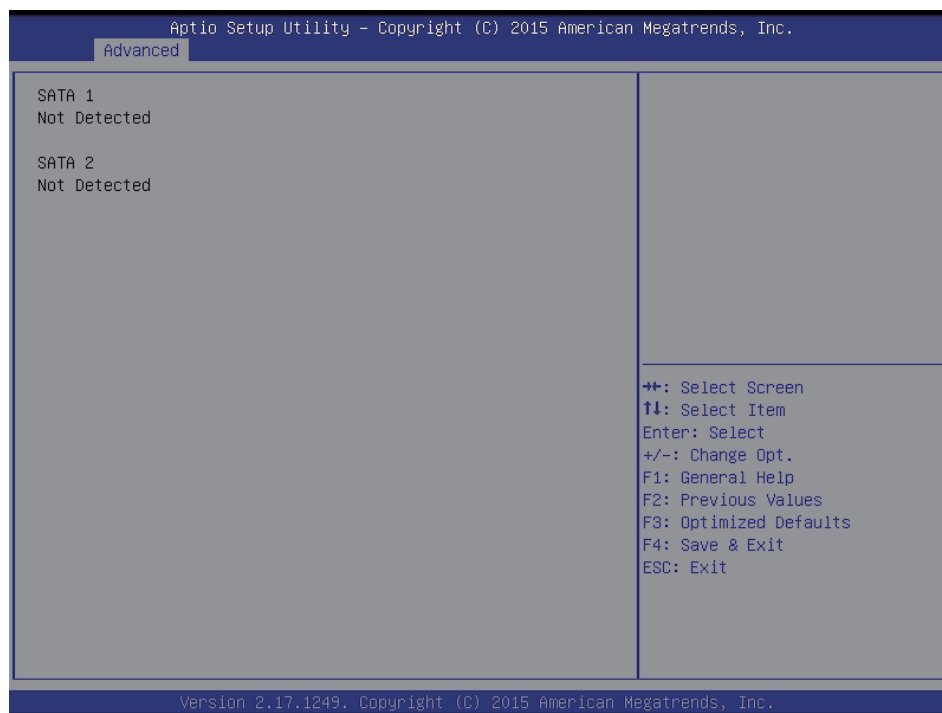 Aptio Setup Utility – Copyright (C) 2015 American Megatrends, Inc.
Advanced
SATA 1
Not Detected
SATA 2
Not Detected
→←: Select Screen
↑↓: Select Item
Enter: Select
+/-: Change Opt.
F1: General Help
F2: Previous Values
F3: Optimized Defaults
F4: Save & Exit
ESC: Exit
Version 2.17.1249. Copyright (C) 2015 American Megatrends, Inc.